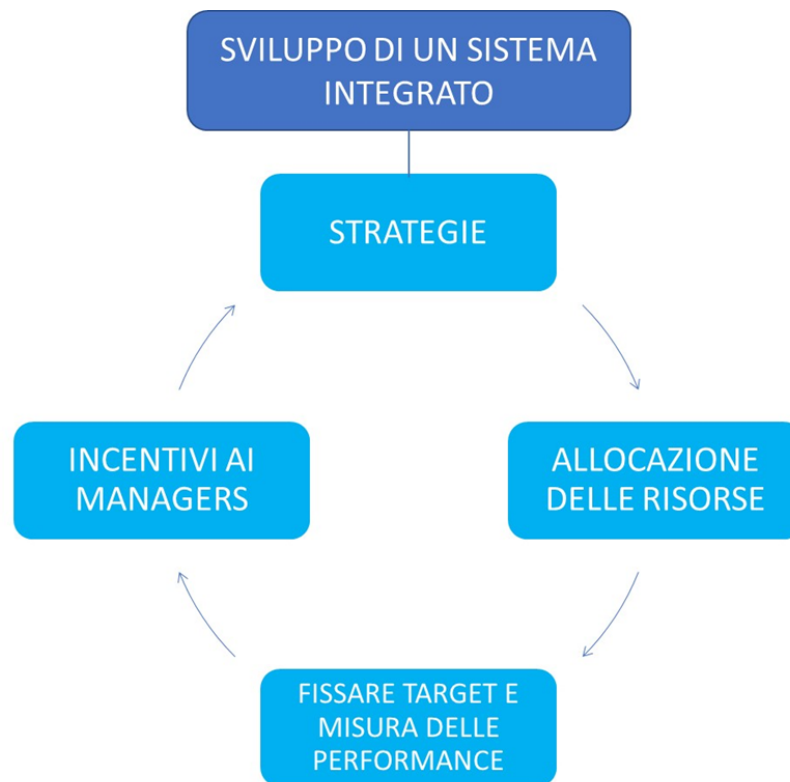 SVILUPPO DI UN SISTEMA
INTEGRATO
STRATEGIE
INCENTIVI AI
MANAGERS
ALLOCAZIONE
DELLE RISORSE
FISSARE TARGET E
MISURA DELLE
PERFORMANCE